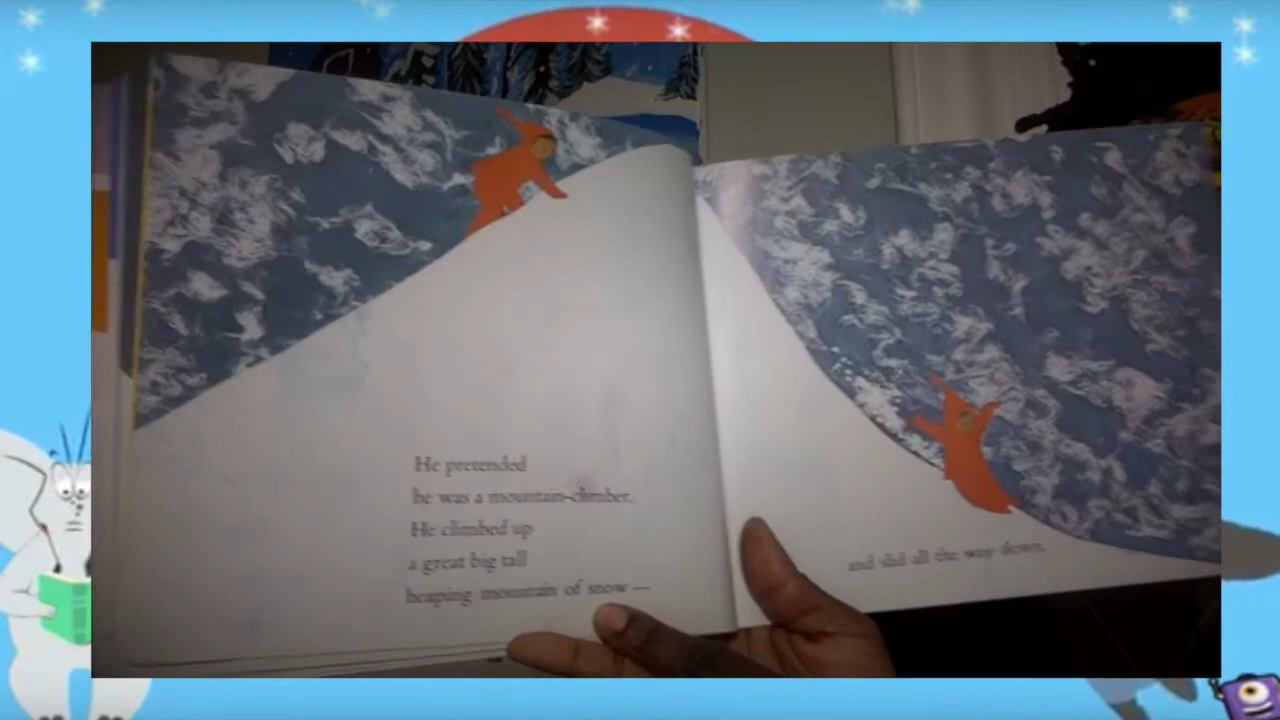 He pretended
he was a mountain-climber.
He climbed up
a great big tall
heaping mountain of snow—
and slid all the way down.